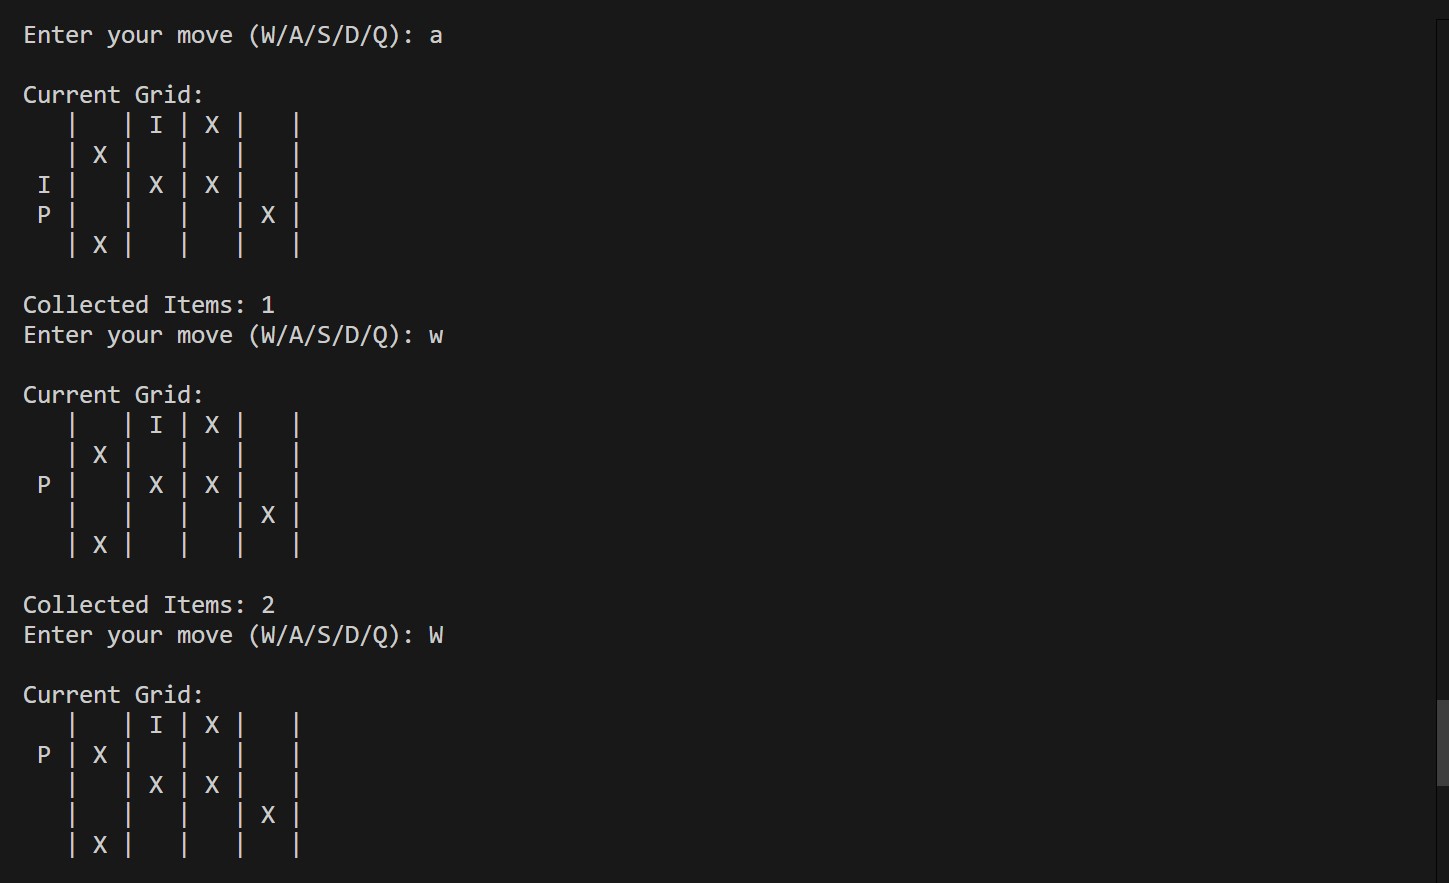 Enter your move (W/A/S/D/Q): a

Current Grid:
   |   | I | X |   |
   | X |   |   |   |
 I |   | X | X |   |
 P |   |   |   | X |
   | X |   |   |   |

Collected Items: 1
Enter your move (W/A/S/D/Q): w

Current Grid:
   |   | I | X |   |
   | X |   |   |   |
 P |   | X | X |   |
   |   |   |   | X |
   | X |   |   |   |

Collected Items: 2
Enter your move (W/A/S/D/Q): W

Current Grid:
   |   | I | X |   |
 P | X |   |   |   |
   |   | X | X |   |
   |   |   |   | X |
   | X |   |   |   |